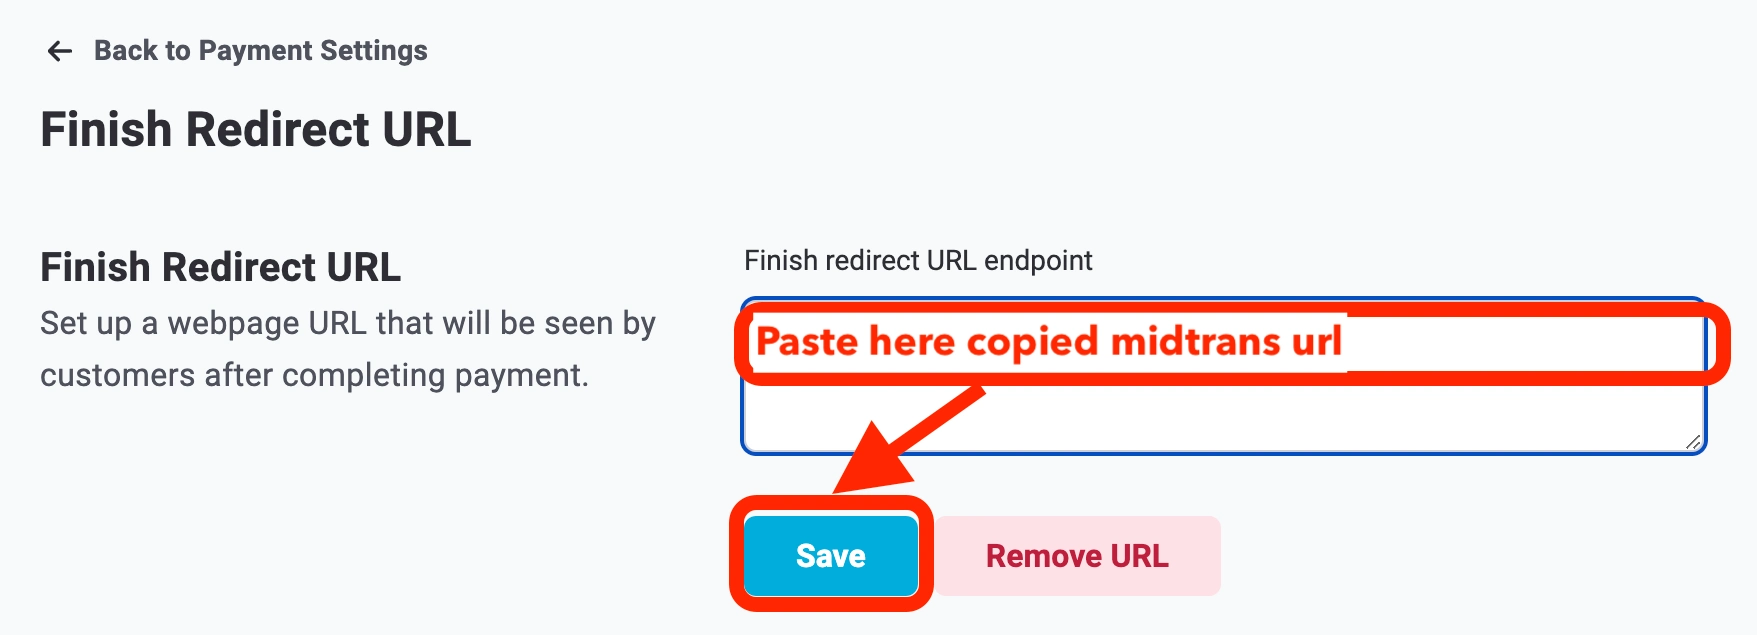 Back to Payment Settings
Finish Redirect URL
Finish Redirect URL
Set up a webpage URL that will be seen by
customers after completing payment.
Finish redirect URL endpoint
Paste here copied midtrans url
Save
Remove URL